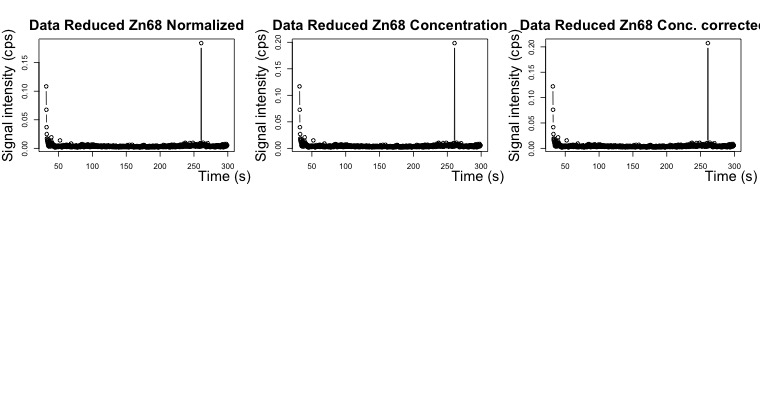 Data Reduced Zn68 Normalized
Signal intensity (cps)
0.00 0.05 0.10 0.15
50 100 150 200 250 300
Time (s)
Data Reduced Zn68 Concentration
Signal intensity (cps)
0.00 0.05 0.10 0.15 0.20
50 100 150 200 250 300
Time (s)
Data Reduced Zn68 Conc. corrected
Signal intensity (cps)
0.00 0.05 0.10 0.15 0.20
50 100 150 200 250 300
Time (s)